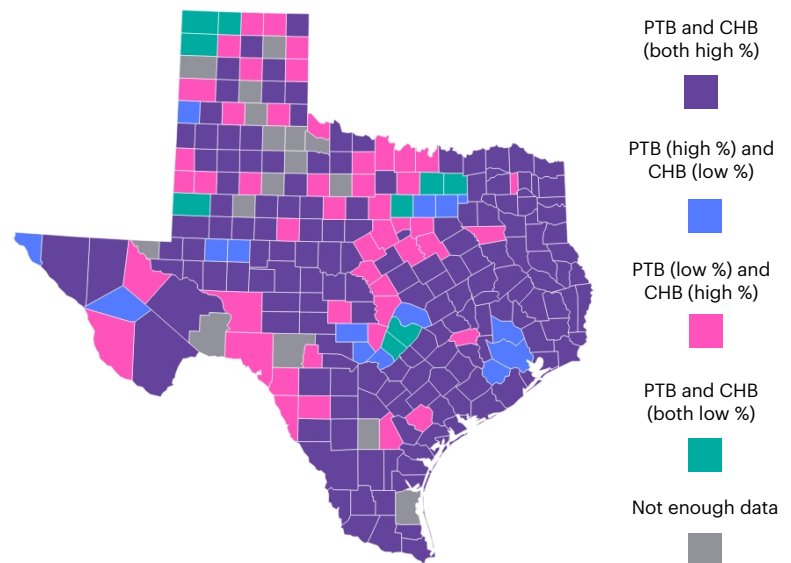 PTB and CHB
(both high %)
PTB (high %) and
CHB (low %)
PTB (low %) and
CHB (high %)
PTB and CHB
(both low %)
Not enough data